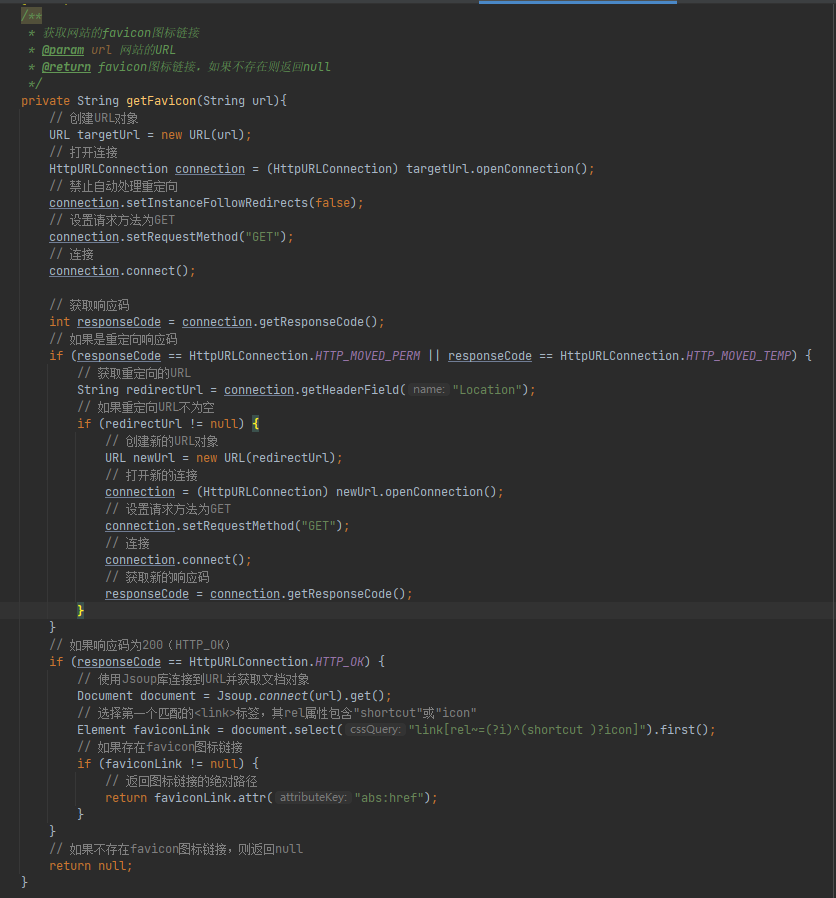 /**
 * 获取网站的favicon图标链接
 * @param url 网站的URL
 * @return favicon图标链接，如果不存在则返回null
 */
private String getFavicon(String url){
    // 创建URL对象
    URL targetUrl = new URL(url);
    // 打开连接
    HttpURLConnection connection = (HttpURLConnection) targetUrl.openConnection();
    // 禁止自动处理重定向
    connection.setInstanceFollowRedirects(false);
    // 设置请求方法为GET
    connection.setRequestMethod("GET");
    // 连接
    connection.connect();

    // 获取响应码
    int responseCode = connection.getResponseCode();
    // 如果是重定向响应码
    if (responseCode == HttpURLConnection.HTTP_MOVED_PERM || responseCode == HttpURLConnection.HTTP_MOVED_TEMP) {
        // 获取重定向的URL
        String redirectUrl = connection.getHeaderField( name: "Location");
        // 如果重定向URL不为空
        if (redirectUrl != null) {
            // 创建新的URL对象
            URL newUrl = new URL(redirectUrl);
            // 打开新的连接
            connection = (HttpURLConnection) newUrl.openConnection();
            // 设置请求方法为GET
            connection.setRequestMethod("GET");
            // 连接
            connection.connect();
            // 获取新的响应码
            responseCode = connection.getResponseCode();
        }
    }
    // 如果响应码为200（HTTP_OK）
    if (responseCode == HttpURLConnection.HTTP_OK) {
        // 使用Jsoup库连接到URL并获取文档对象
        Document document = Jsoup.connect(url).get();
        // 选择第一个匹配的<link>标签，其rel属性包含"shortcut"或"icon"
        Element faviconLink = document.select( cssQuery: "link[rel~=(?i)^(shortcut )?icon]").first();
        // 如果存在favicon图标链接
        if (faviconLink != null) {
            // 返回图标链接的绝对路径
            return faviconLink.attr( attributeKey: "abs:href");
        }
    }
    // 如果不存在favicon图标链接，则返回null
    return null;
}